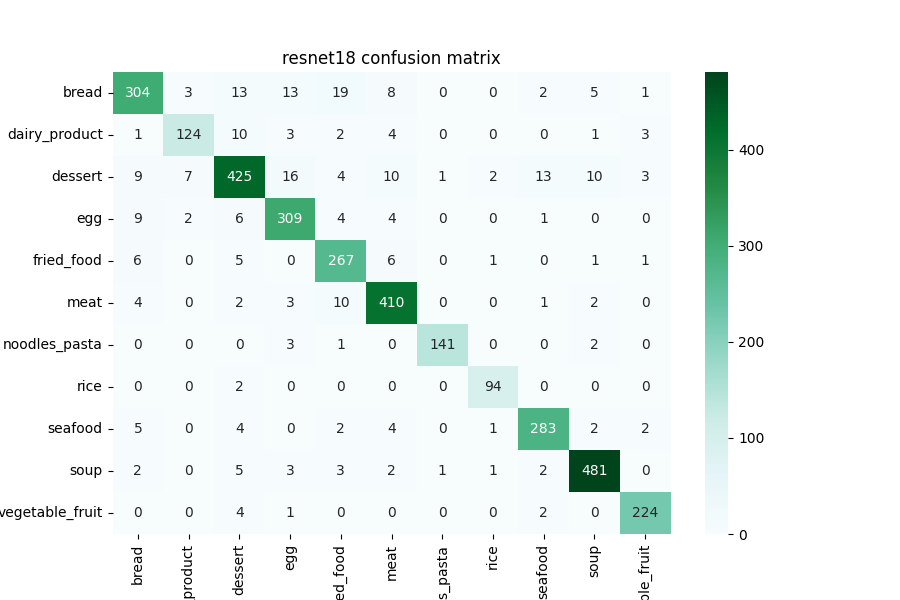 resnet18 confusion matrix
bread 304 3 13 13 19 8 0 0 2 5 1
dairy_product 1 124 10 3 2 4 0 0 0 1 3
dessert 9 7 425 16 4 10 1 2 13 10 3
egg 9 2 6 309 4 4 0 0 1 0 0
fried_food 6 0 5 0 267 6 0 1 0 1 1
meat 4 0 2 3 10 410 0 0 1 2 0
noodles_pasta 0 0 0 3 1 0 141 0 0 2 0
rice 0 0 2 0 0 0 0 94 0 0 0
seafood 5 0 4 0 2 4 0 1 283 2 2
soup 2 0 5 3 3 2 1 1 2 481 0
vegetable_fruit 0 0 4 1 0 0 0 0 2 0 224
bread product dessert egg ed_food meat s_pasta rice seafood soup ble_fruit
400
300
200
100
0